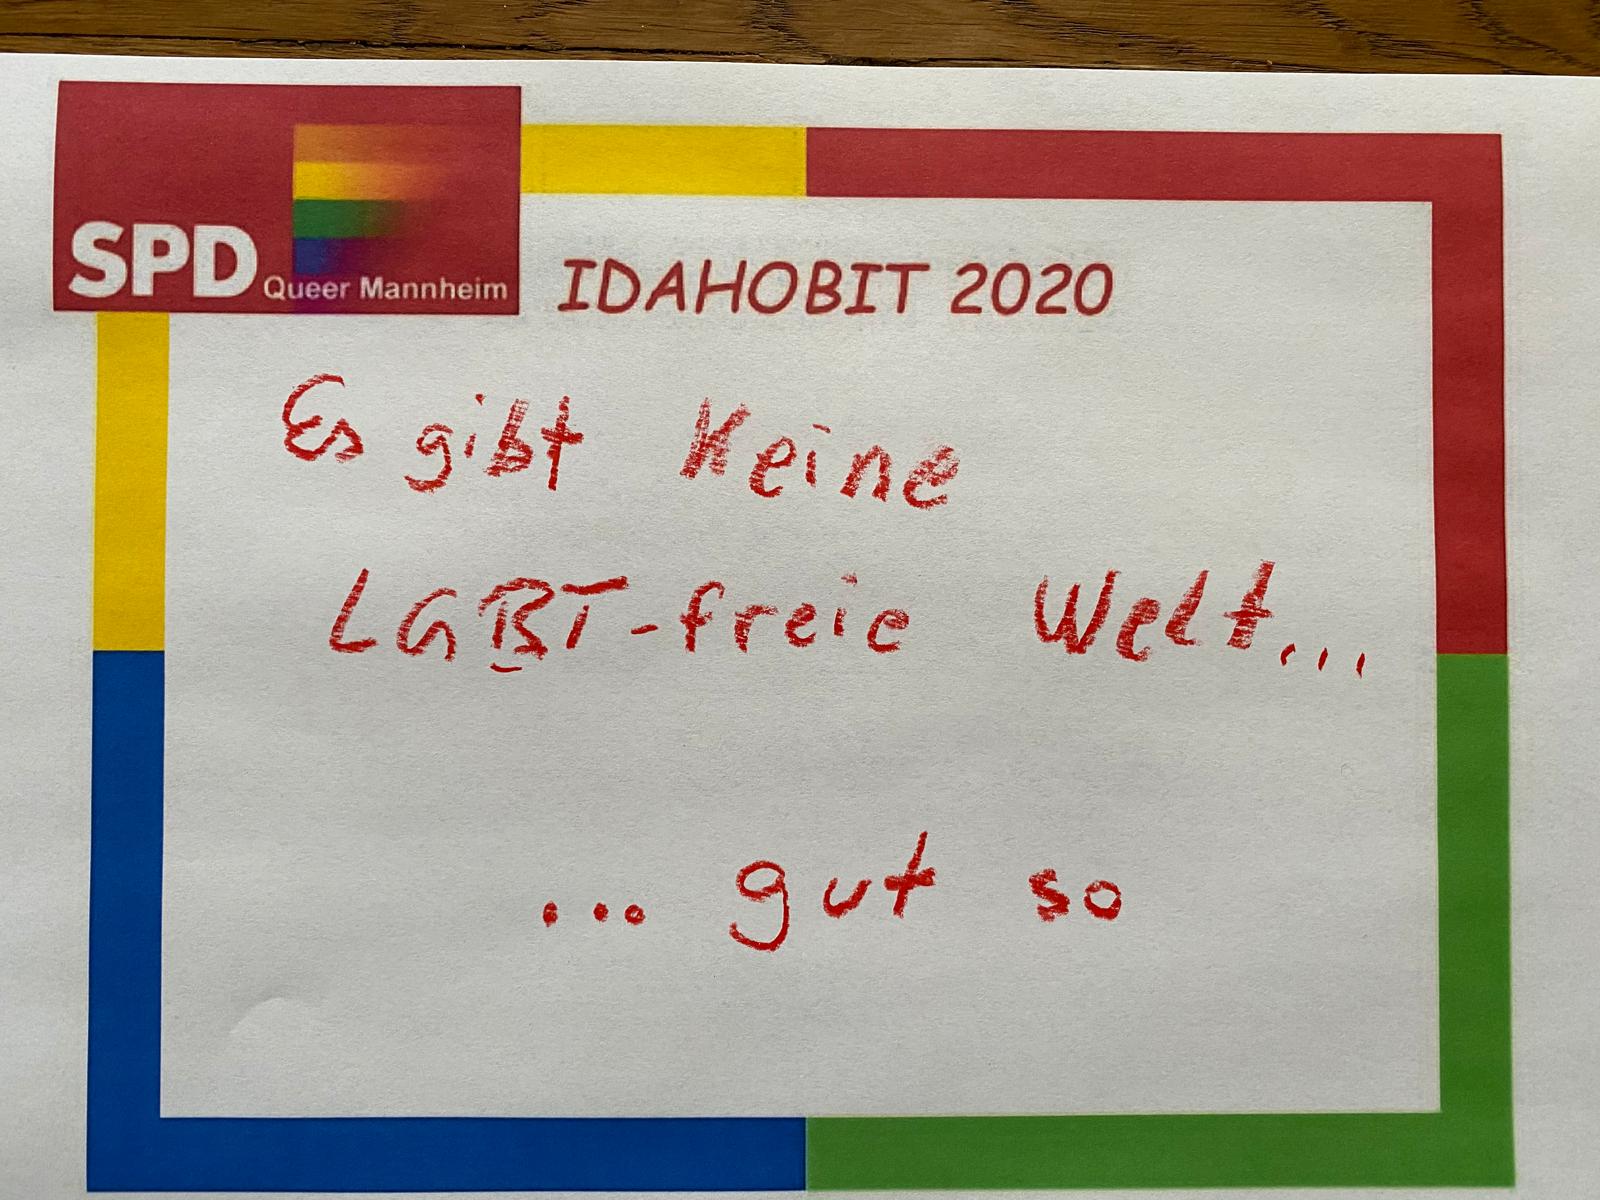 SPD Queer Mannheim
IDAHOBIT 2020
Es gibt Keine
LGBT-freie Welt...
... gut so